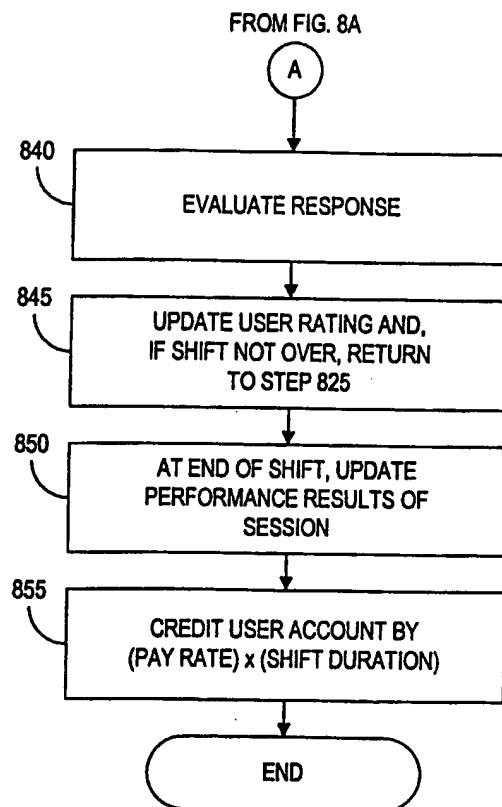 FROM FIG. 8A
A
840
EVALUATE RESPONSE
845
UPDATE USER RATING AND,
IF SHIFT NOT OVER, RETURN
TO STEP 825
850
AT END OF SHIFT, UPDATE
PERFORMANCE RESULTS OF
SESSION
855
CREDIT USER ACCOUNT BY
(PAY RATE) x (SHIFT DURATION)
END